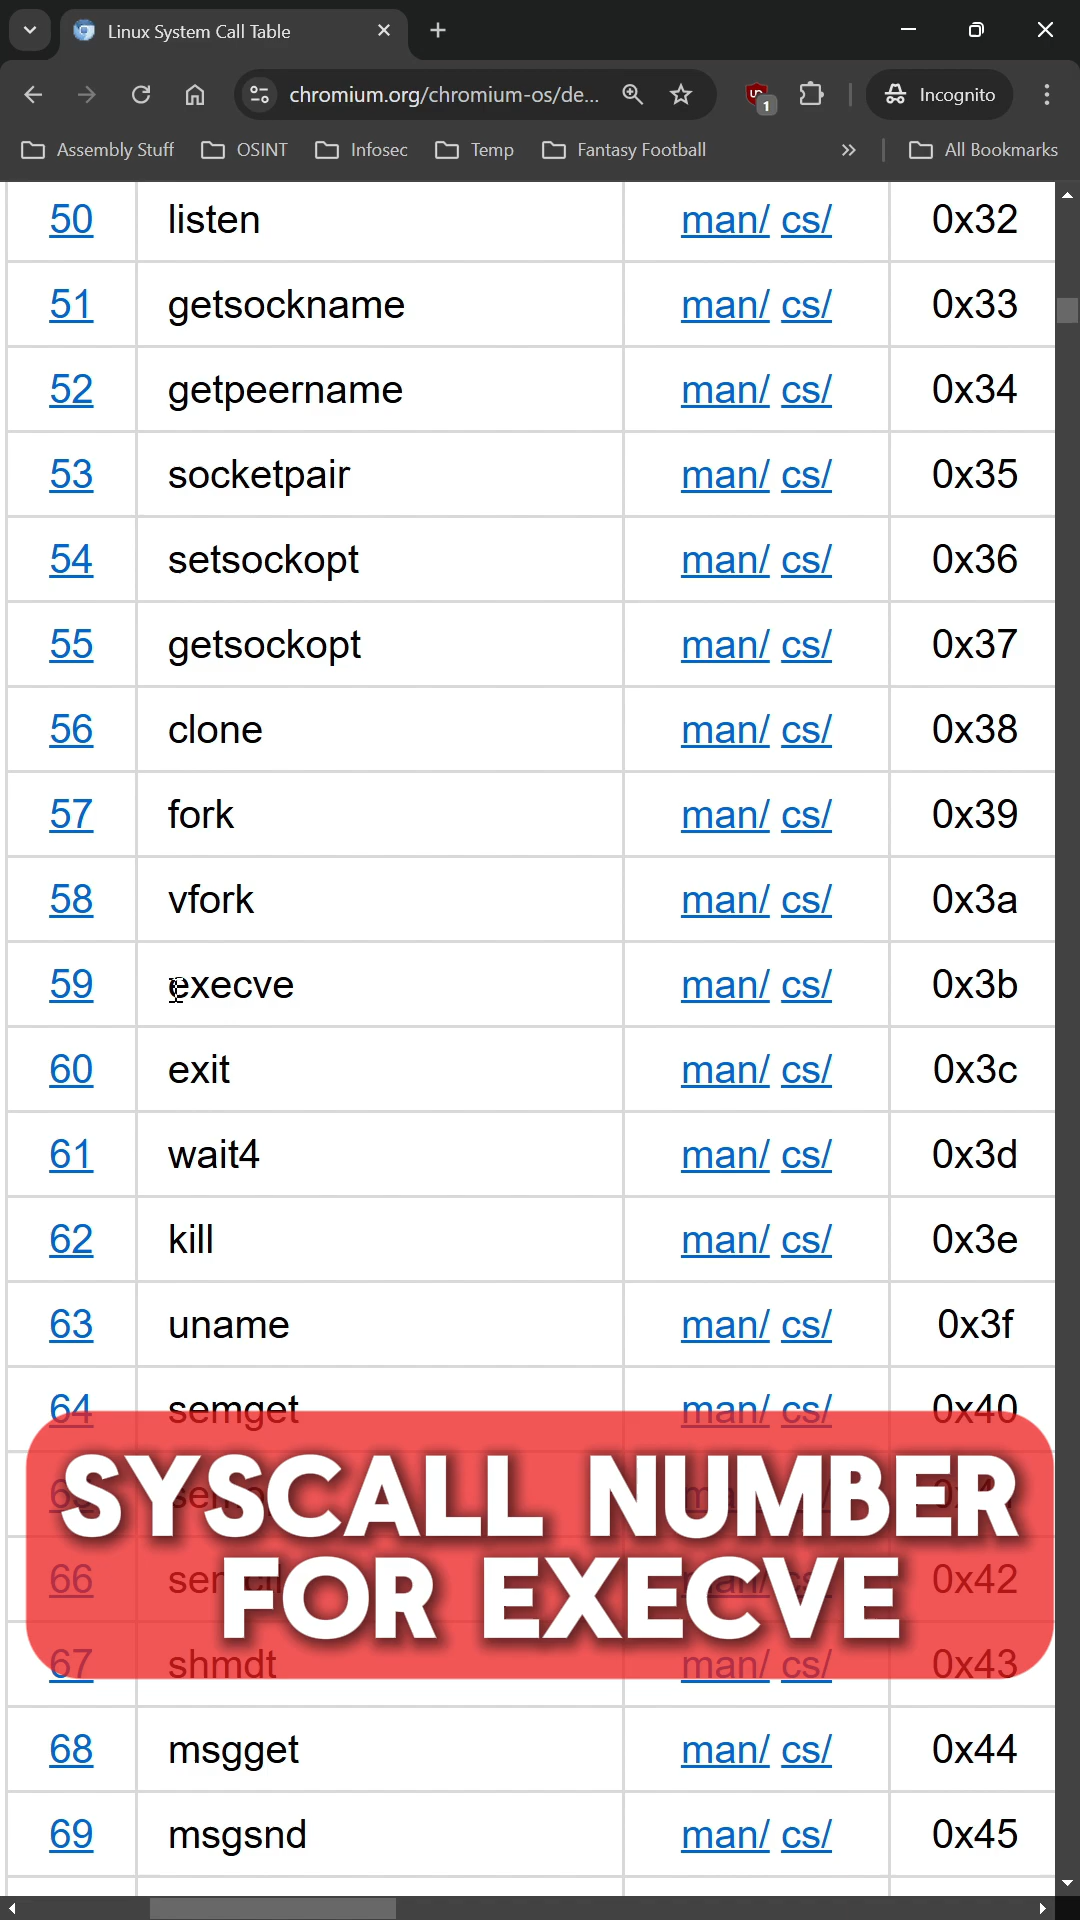 Linux System Call Table
chromium.org/chromium-os/de...
1
Incognito
Assembly Stuff OSINT Infosec Temp Fantasy Football » All Bookmarks
50 listen man/ cs/ 0x32
51 getsockname man/ cs/ 0x33
52 getpeername man/ cs/ 0x34
53 socketpair man/ cs/ 0x35
54 setsockopt man/ cs/ 0x36
55 getsockopt man/ cs/ 0x37
56 clone man/ cs/ 0x38
57 fork man/ cs/ 0x39
58 vfork man/ cs/ 0x3a
59 execve man/ cs/ 0x3b
60 exit man/ cs/ 0x3c
61 wait4 man/ cs/ 0x3d
62 kill man/ cs/ 0x3e
63 uname man/ cs/ 0x3f
64 semget man/ cs/ 0x40
SYSCALL NUMBER
66 0x42
FOR EXECVE
67 shmdt man/ cs/ 0x43
68 msgget man/ cs/ 0x44
69 msgsnd man/ cs/ 0x45